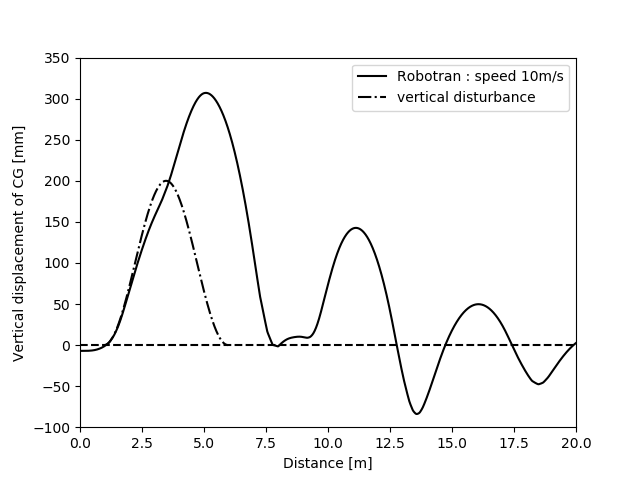 Robotran : speed 10m/s
vertical disturbance
Vertical displacement of CG [mm]
350
300
250
200
150
100
50
0
−50
−100
0.0 2.5 5.0 7.5 10.0 12.5 15.0 17.5 20.0
Distance [m]